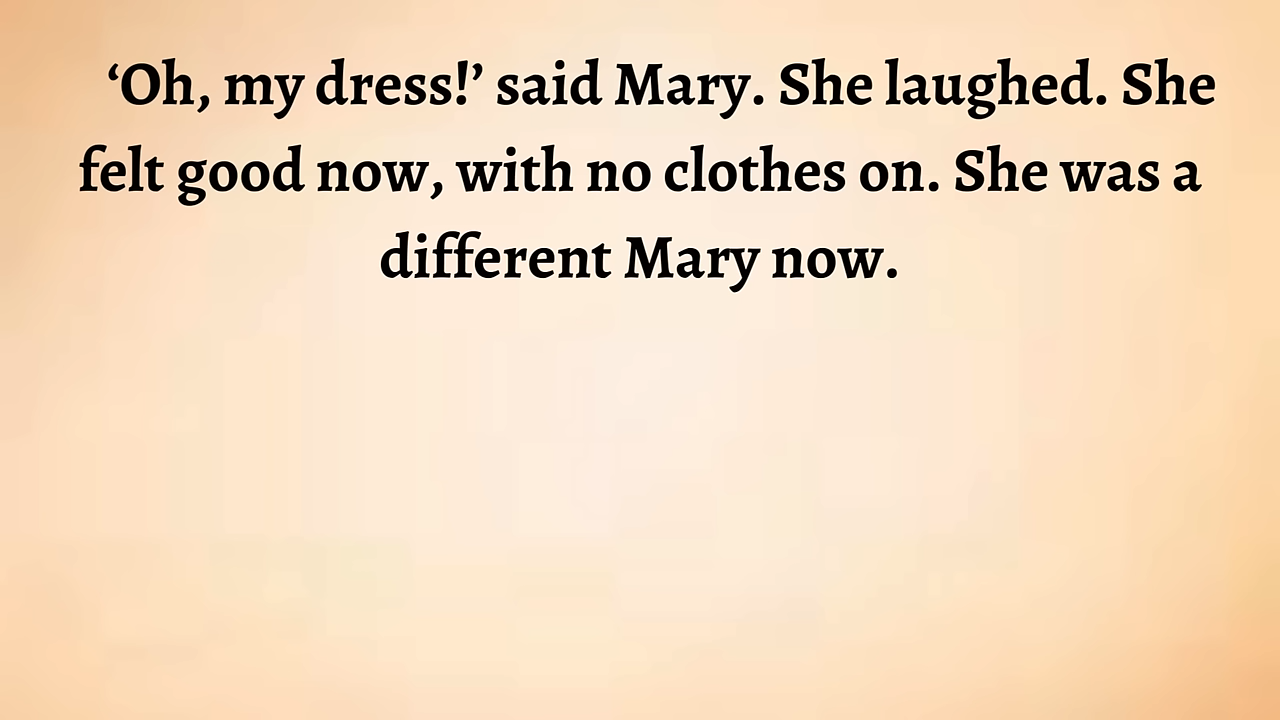 ‘Oh, my dress!’ said Mary. She laughed. She
felt good now, with no clothes on. She was a
different Mary now.